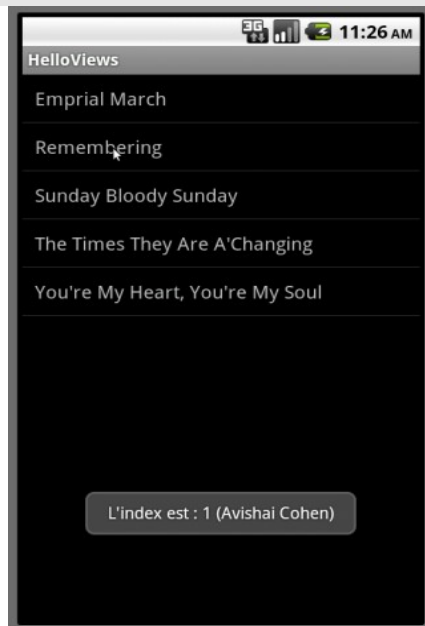 3G 11:26 AM
HelloViews
Emprial March
Remembering
Sunday Bloody Sunday
The Times They Are A'Changing
You're My Heart, You're My Soul
L'index est : 1 (Avishai Cohen)